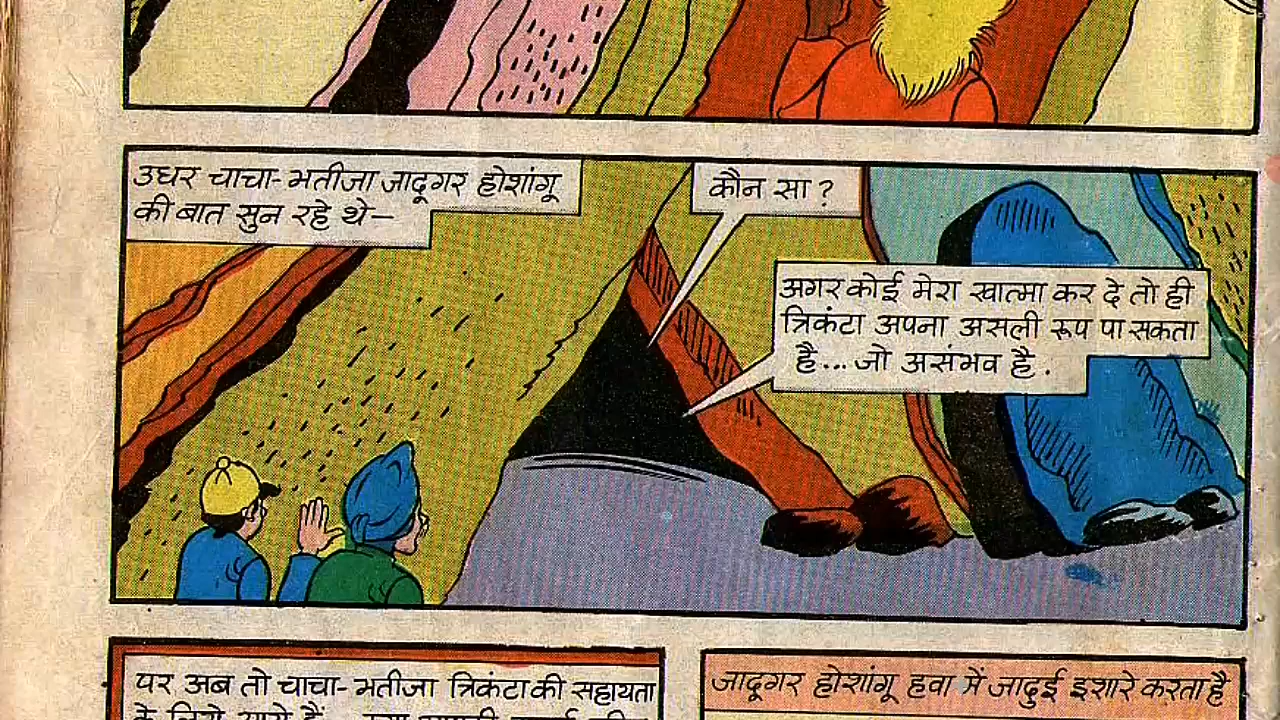 उधर चाचा-भतीजा जादूगर होशांगू
की बात सुन रहे थे—
कौन सा ?
अगर कोई मेरा खात्मा कर दे तो ही
त्रिकंटा अपना असली रूप पा सकता
है...जो असंभव है .
पर अब तो चाचा-भतीजा त्रिकंटा की सहायता
जादूगर होशांगू हवा में जादुई इशारे करता है